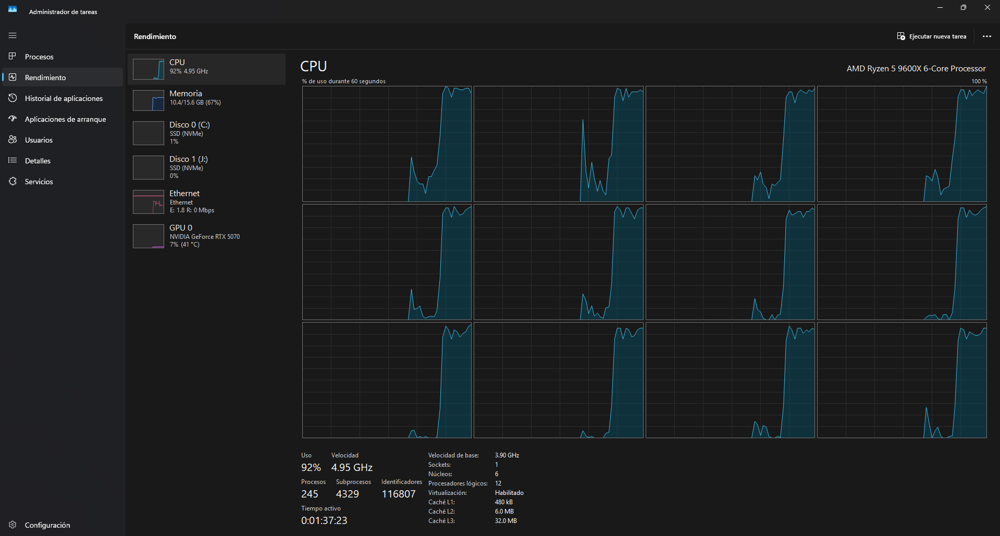 Administrador de tareas
Rendimiento
Ejecutar nueva tarea
Procesos
Rendimiento
Historial de aplicaciones
Aplicaciones de arranque
Usuarios
Detalles
Servicios
Configuración
CPU
92% 4.95 GHz
Memoria
10.4/15.6 GB (67%)
Disco 0 (C:)
SSD (NVMe)
1%
Disco 1 (J:)
SSD (NVMe)
0%
Ethernet
Ethernet
E: 1.8 R: 0 Mbps
GPU 0
NVIDIA GeForce RTX 5070
7% (41 °C)
CPU
AMD Ryzen 5 9600X 6-Core Processor
% de uso durante 60 segundos
100 %
Uso
92%
Velocidad
4.95 GHz
Procesos
245
Subprocesos
4329
Identificadores
116807
Tiempo activo
0:01:37:23
Velocidad de base: 3.90 GHz
Sockets: 1
Núcleos: 6
Procesadores lógicos: 12
Virtualización: Habilitado
Caché L1: 480 kB
Caché L2: 6.0 MB
Caché L3: 32.0 MB